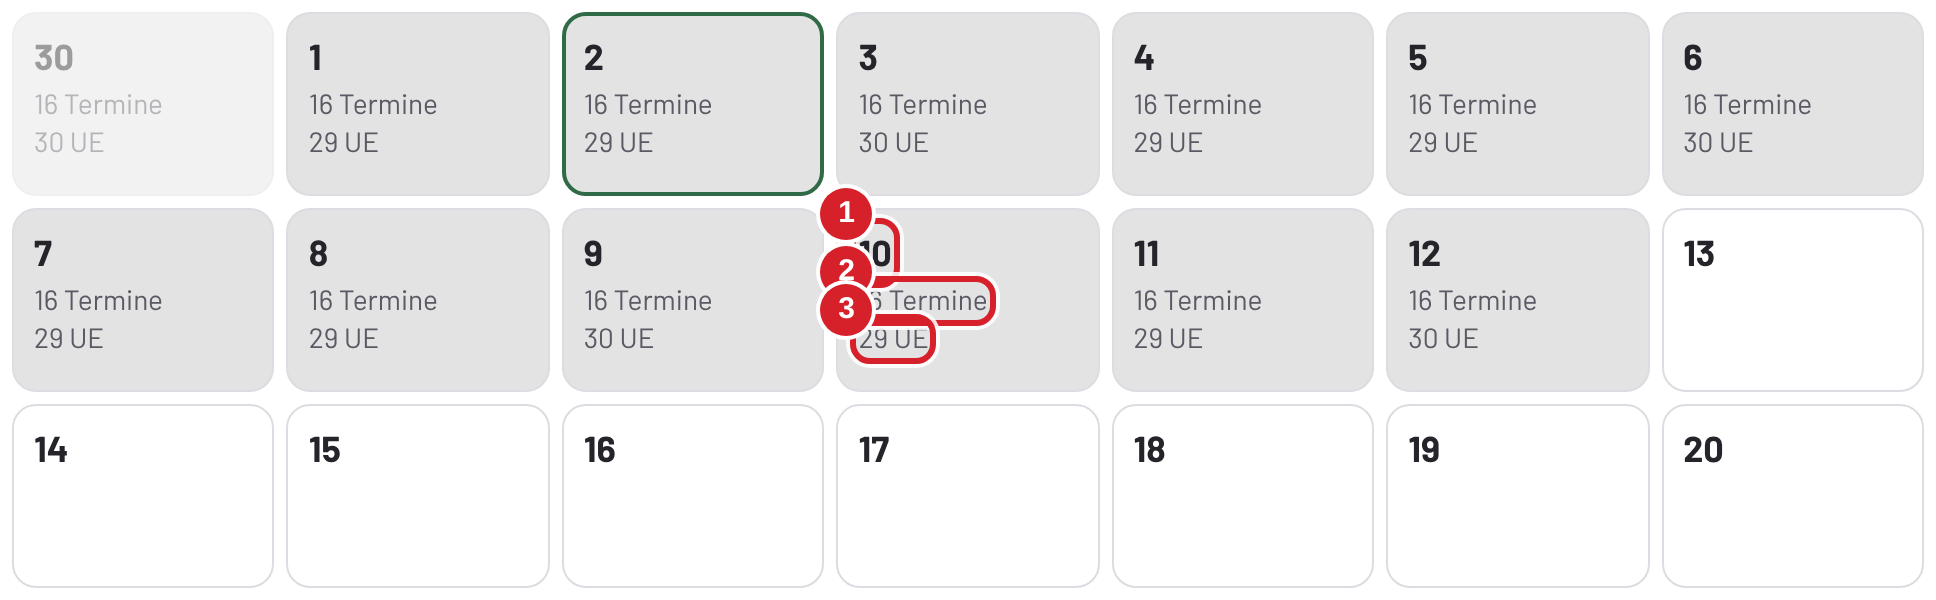 30
16 Termine
30 UE
1
16 Termine
29 UE
2
16 Termine
29 UE
3
16 Termine
30 UE
4
16 Termine
29 UE
5
16 Termine
29 UE
6
16 Termine
30 UE
7
16 Termine
29 UE
8
16 Termine
29 UE
9
16 Termine
30 UE
1
10
2
16 Termine
3
29 UE
11
16 Termine
29 UE
12
16 Termine
30 UE
13
14
15
16
17
18
19
20